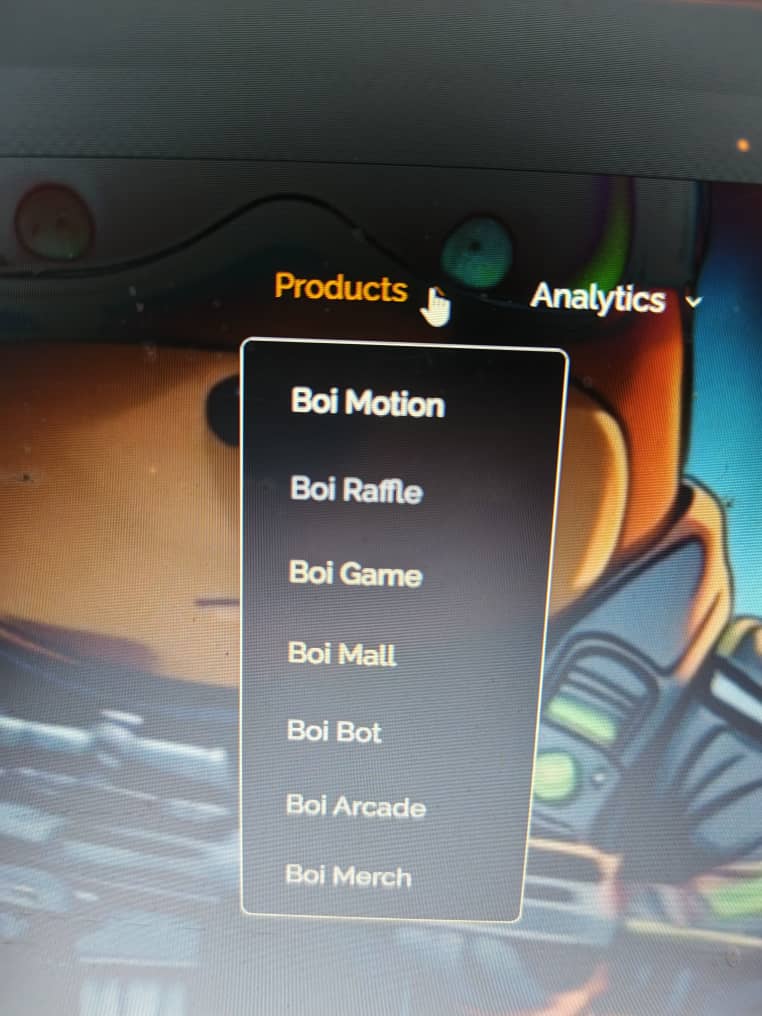 Products
Analytics
Boi Motion
Boi Raffle
Boi Game
Boi Mall
Boi Bot
Boi Arcade
Boi Merch